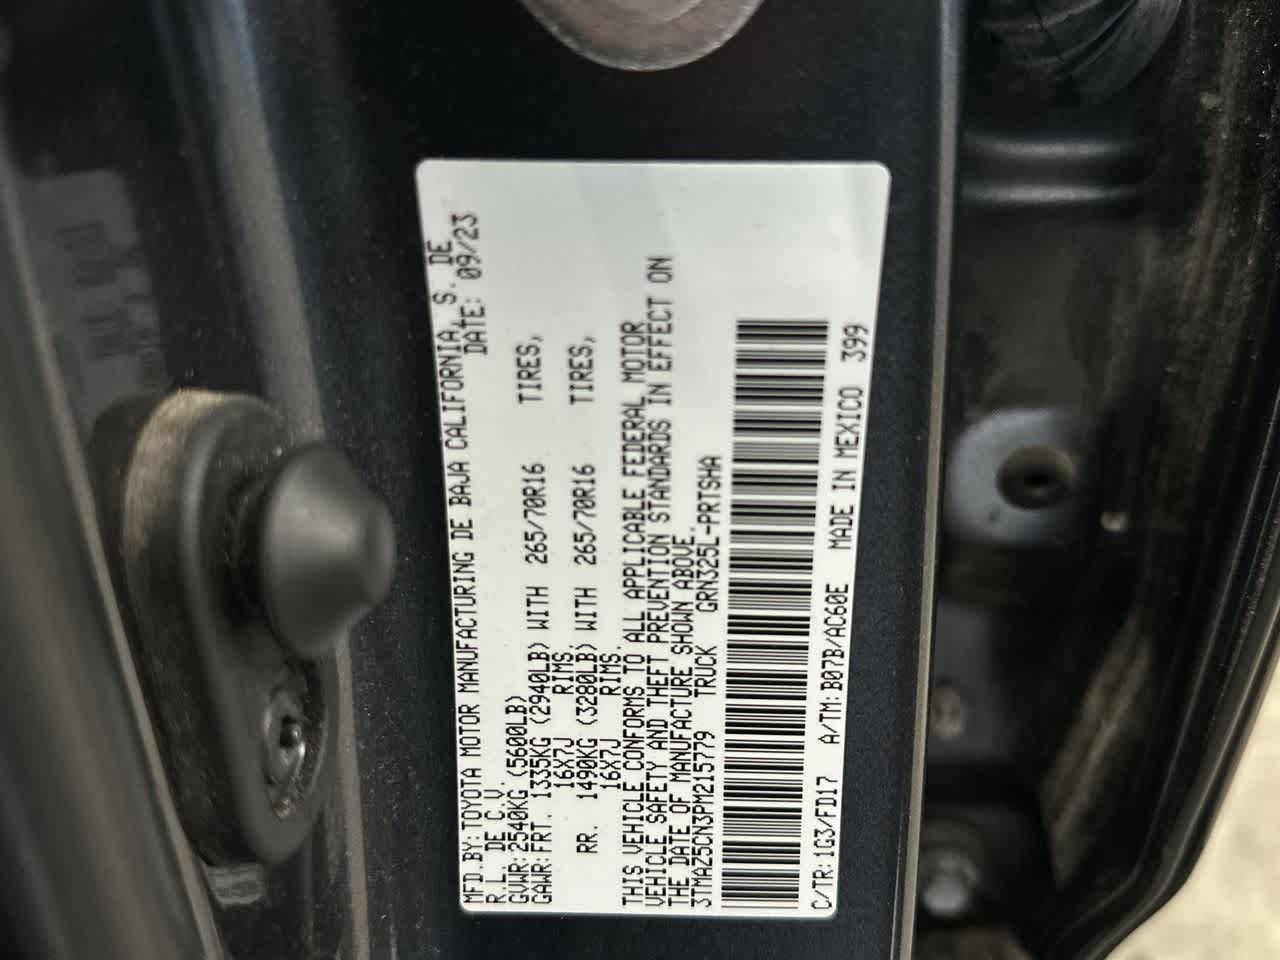 MFD.BY:TOYOTA MOTOR MANUFACTURING DE BAJA CALIFORNIA, S. DE
R.L. DE C.V. DATE: 09/23
GVWR:2540KG (5600LB)
GAWR:FRT. 1335KG (2940LB) WITH 265/70R16 TIRES,
16X7J RIMS.
RR. 1490KG (3280LB) WITH 265/70R16 TIRES,
16X7J RIMS.
THIS VEHICLE CONFORMS TO ALL APPLICABLE FEDERAL MOTOR
VEHICLE SAFETY AND THEFT PREVENTION STANDARDS IN EFFECT ON
THE DATE OF MANUFACTURE SHOWN ABOVE.
3TMAZ5CN3PM215779 TRUCK GRN325L-PRTSHA
C/TR:1G3/FD17 A/TM:B07B/AC60E MADE IN MEXICO 399